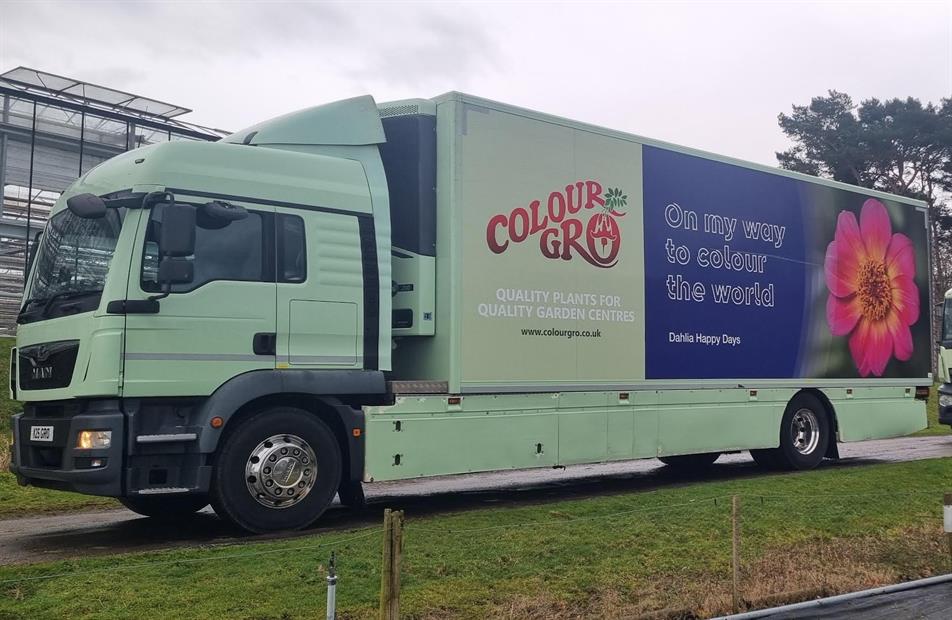 COLOUR
GRO
QUALITY PLANTS FOR
QUALITY GARDEN CENTRES
www.colourgro.co.uk
On my way
to colour
the world
Dahlia Happy Days
MAN
X25 GRO